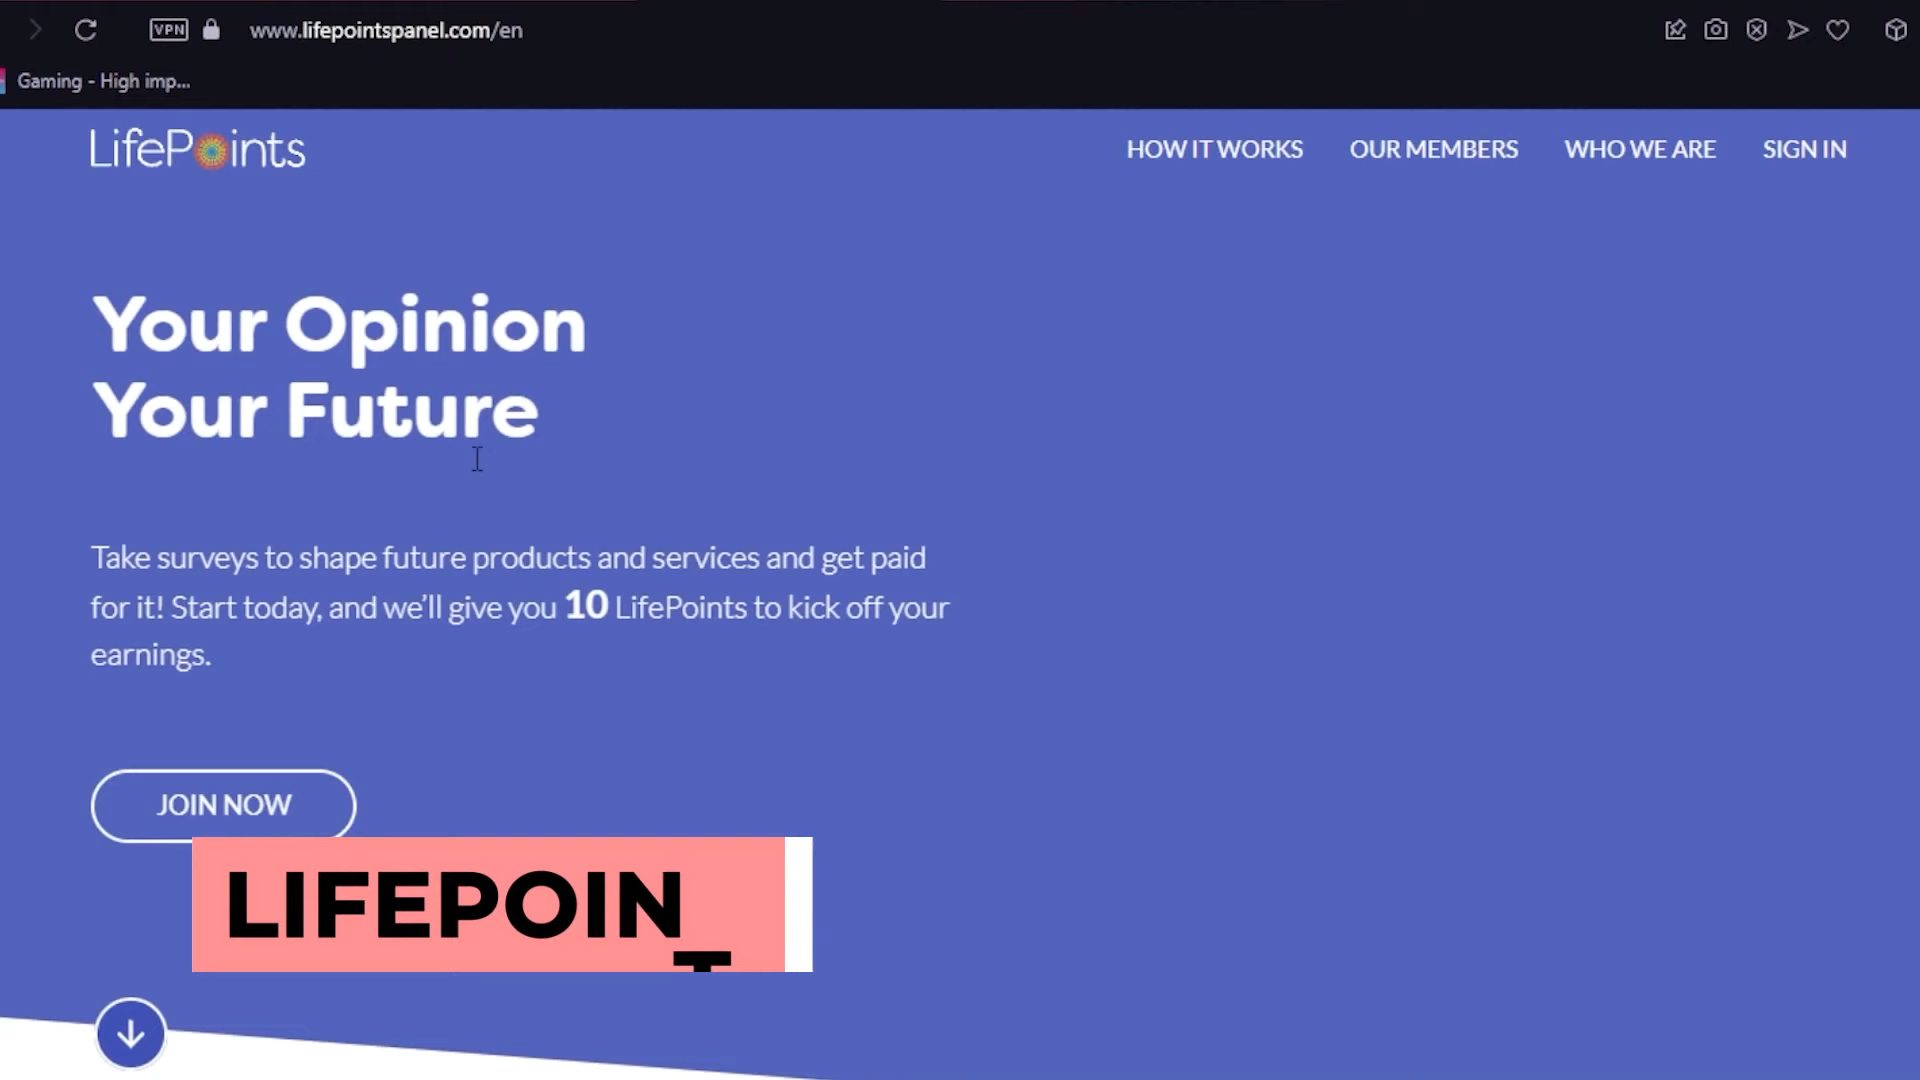 VPN www.lifepointspanel.com/en
Gaming - High imp...
LifePoints HOW IT WORKS OUR MEMBERS WHO WE ARE SIGN IN
Your Opinion
Your Future
Take surveys to shape future products and services and get paid
for it! Start today, and we'll give you 10 LifePoints to kick off your
earnings.
JOIN NOW
LIFEPOINT